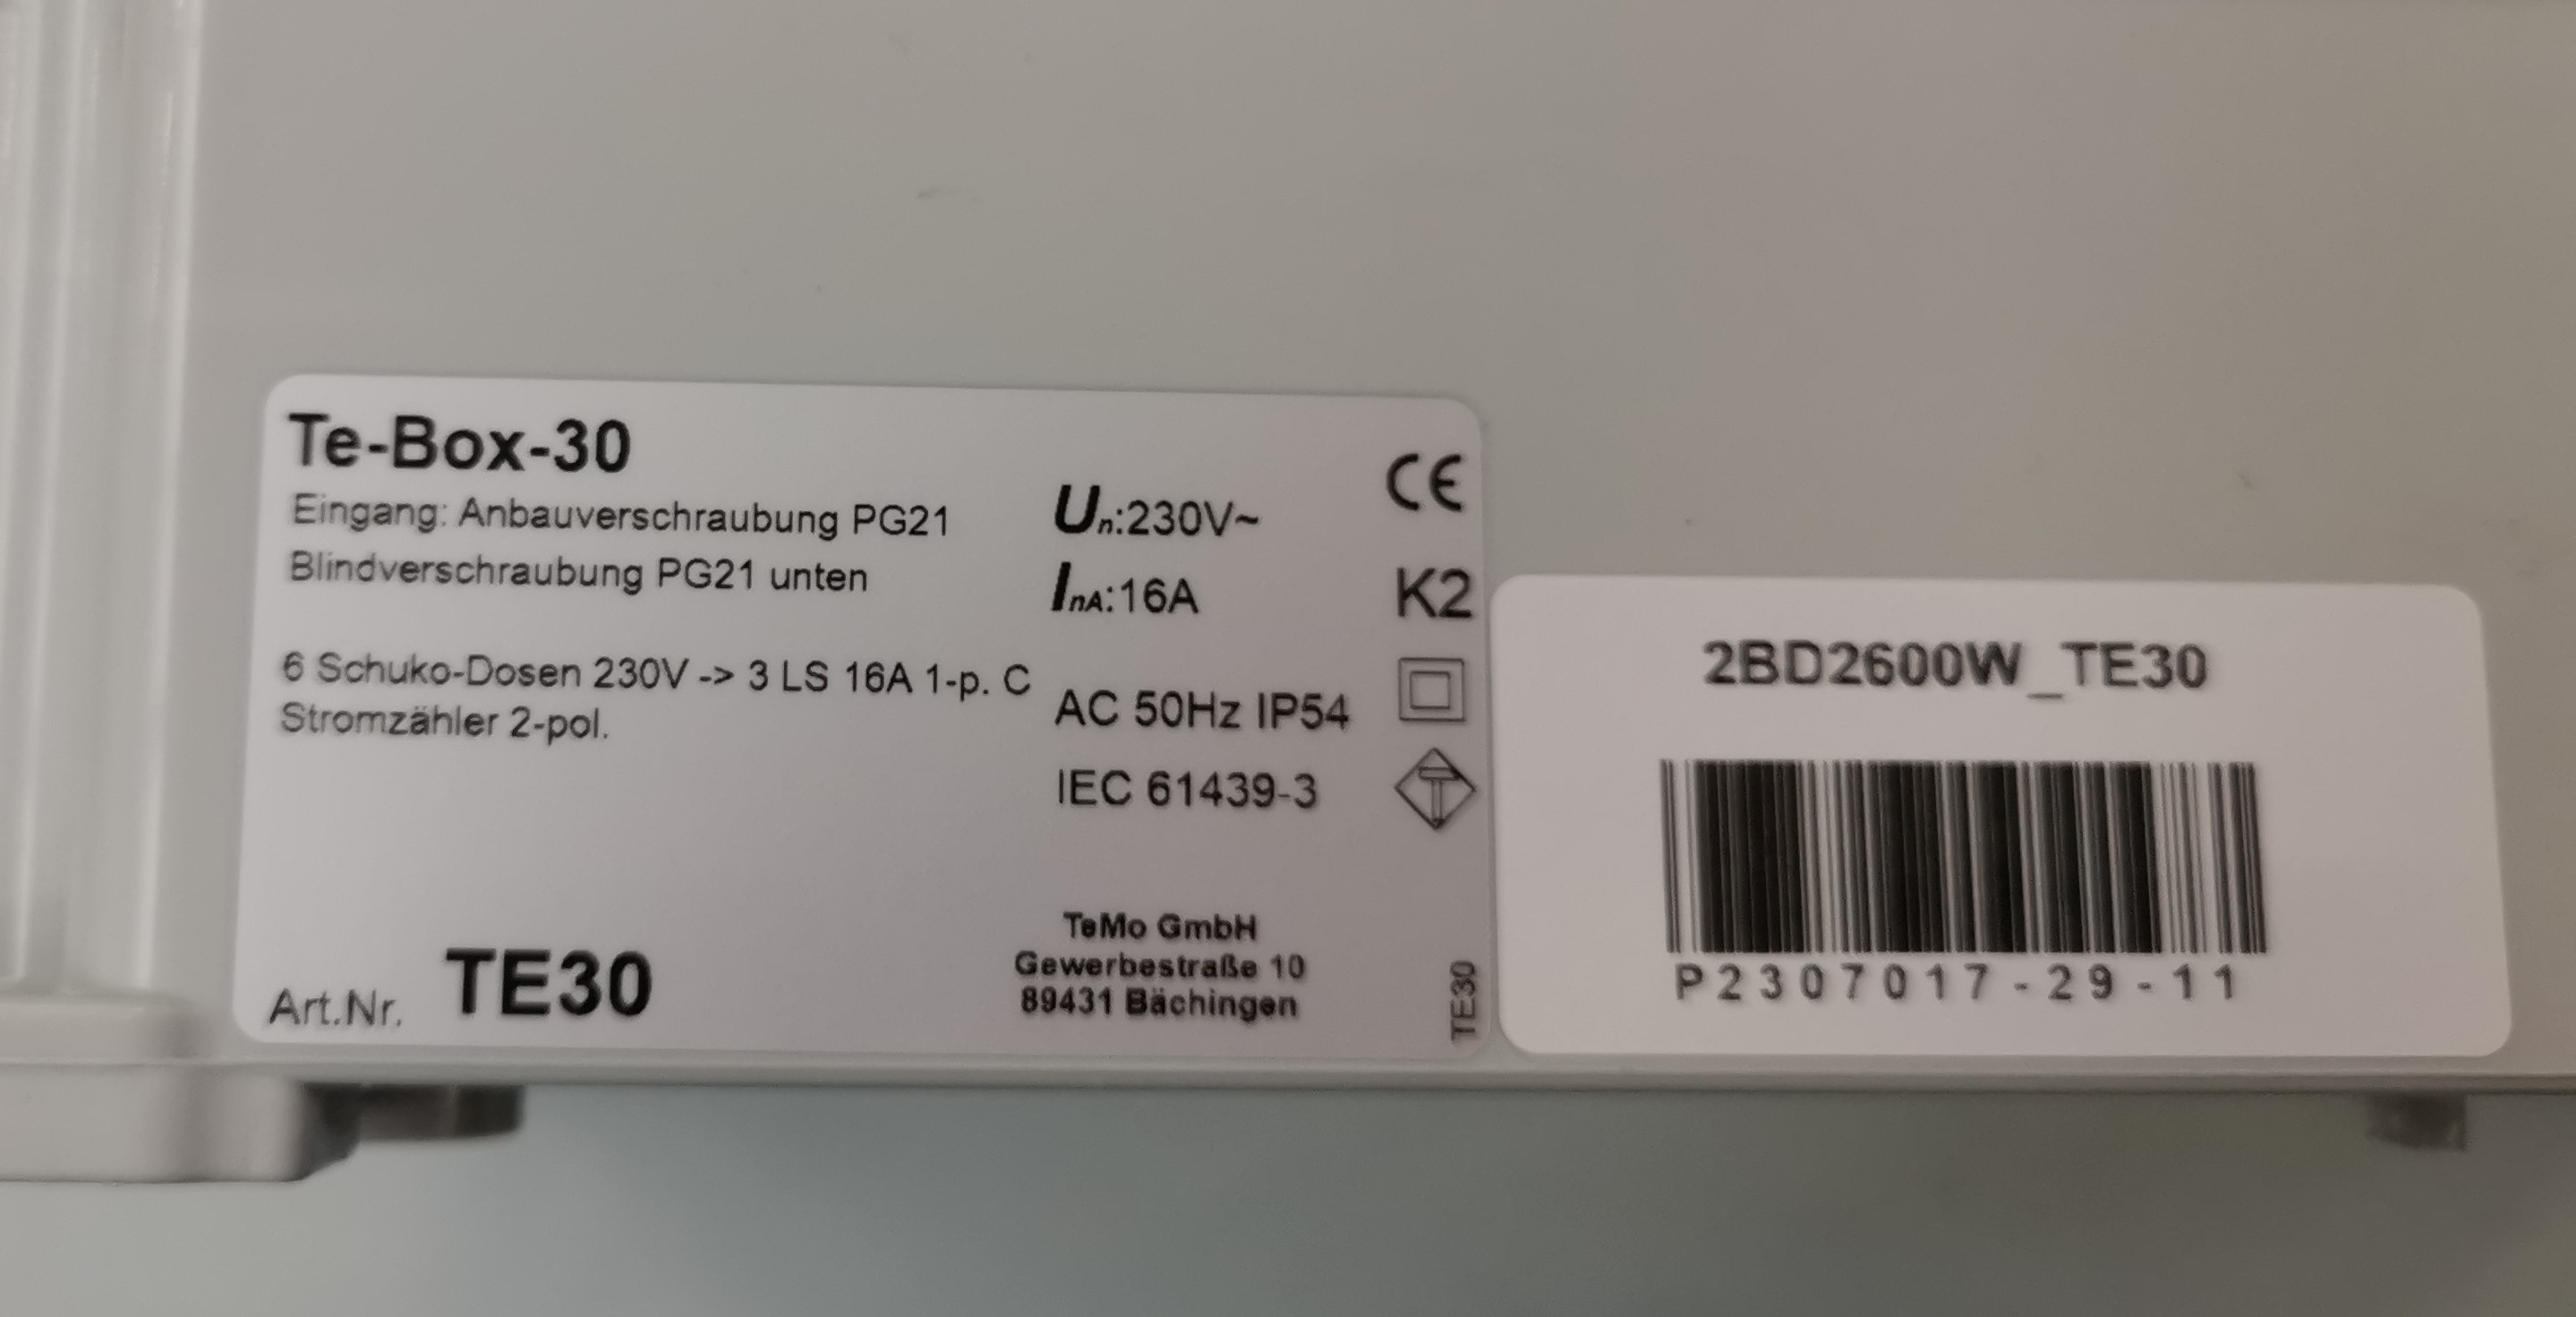 Te-Box-30
Eingang: Anbauverschraubung PG21
Blindverschraubung PG21 unten
6 Schuko-Dosen 230V -> 3 LS 16A 1-p. C
Stromzähler 2-pol.
Art.Nr. TE30
Un:230V~
InA:16A
AC 50Hz IP54
IEC 61439-3
TeMo GmbH
Gewerbestraße 10
89431 Bächingen
CE
K2
TE30
2BD2600W_TE30
P2307017-29-11